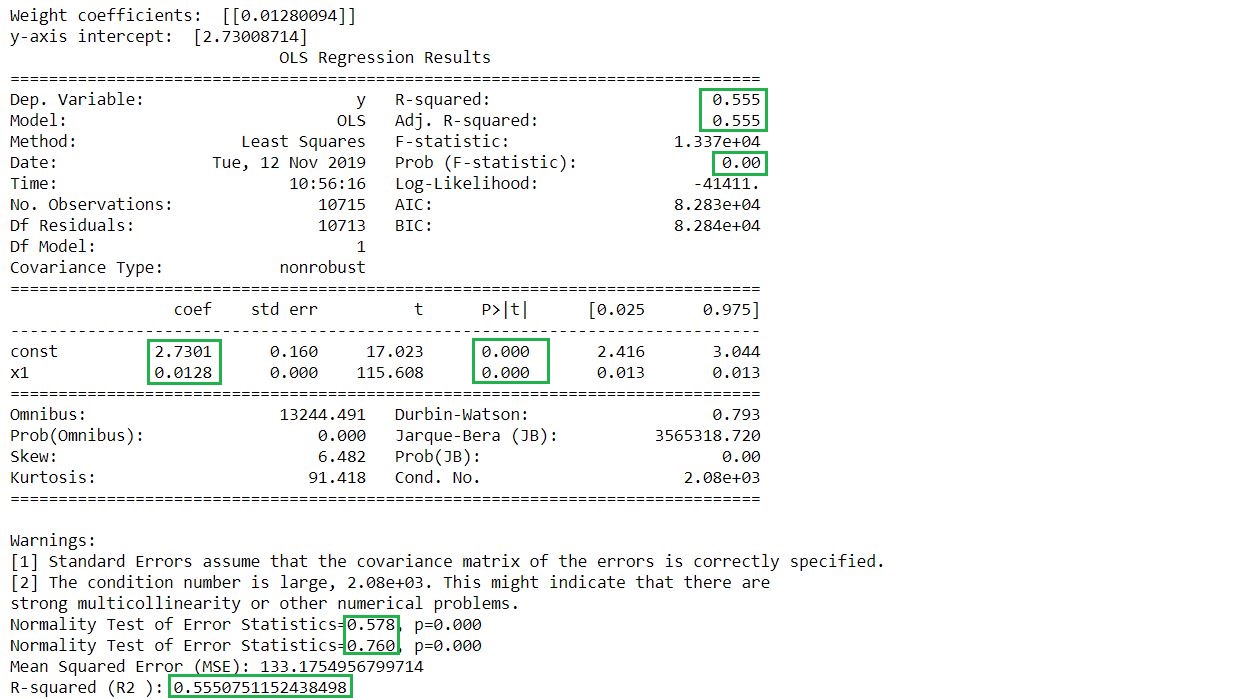 Weight coefficients:  [[0.01280094]]
y-axis intercept:  [2.73008714]
                            OLS Regression Results
==============================================================================
Dep. Variable:                      y   R-squared:                       0.555
Model:                            OLS   Adj. R-squared:                  0.555
Method:                 Least Squares   F-statistic:                 1.337e+04
Date:                Tue, 12 Nov 2019   Prob (F-statistic):               0.00
Time:                        10:56:16   Log-Likelihood:                -41411.
No. Observations:               10715   AIC:                         8.283e+04
Df Residuals:                   10713   BIC:                         8.284e+04
Df Model:                           1
Covariance Type:            nonrobust
==============================================================================
                 coef    std err          t      P>|t|      [0.025      0.975]
------------------------------------------------------------------------------
const          2.7301      0.160     17.023      0.000       2.416       3.044
x1             0.0128      0.000    115.608      0.000       0.013       0.013
==============================================================================
Omnibus:                    13244.491   Durbin-Watson:                   0.793
Prob(Omnibus):                  0.000   Jarque-Bera (JB):          3565318.720
Skew:                           6.482   Prob(JB):                         0.00
Kurtosis:                      91.418   Cond. No.                     2.08e+03
==============================================================================

Warnings:
[1] Standard Errors assume that the covariance matrix of the errors is correctly specified.
[2] The condition number is large, 2.08e+03. This might indicate that there are
strong multicollinearity or other numerical problems.
Normality Test of Error Statistics=0.578, p=0.000
Normality Test of Error Statistics=0.760, p=0.000
Mean Squared Error (MSE): 133.1754956799714
R-squared (R2 ): 0.5550751152438498